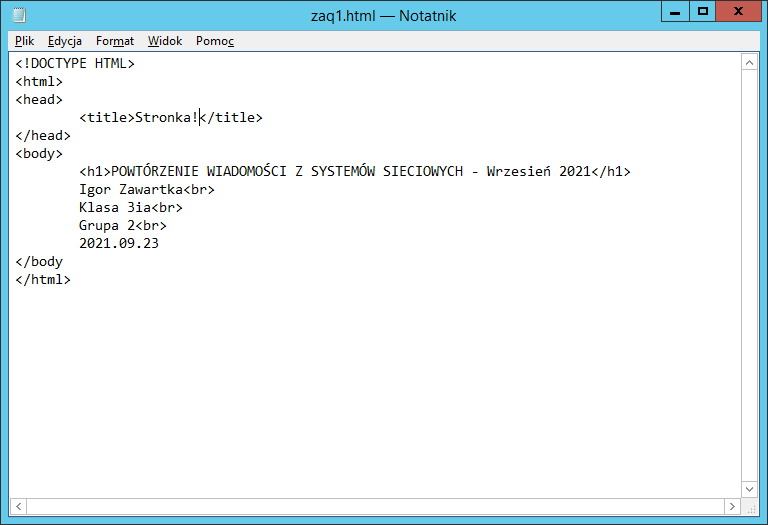 zaq1.html — Notatnik
Plik Edycja Format Widok Pomoc
<!DOCTYPE HTML>
<html>
<head>
<title>Stronka!</title>
</head>
<body>
<h1>POWTÓRZENIE WIADOMOŚCI Z SYSTEMÓW SIECIOWYCH - Wrzesień 2021</h1>
Igor Zawartka<br>
Klasa 3ia<br>
Grupa 2<br>
2021.09.23
</body
</html>